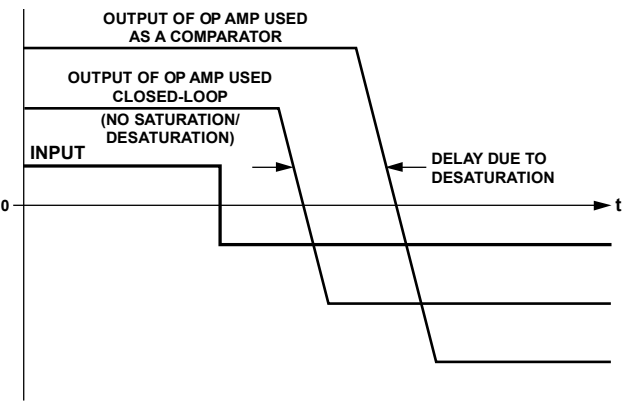 OUTPUT OF OP AMP USED
AS A COMPARATOR
OUTPUT OF OP AMP USED
CLOSED-LOOP
(NO SATURATION/
DESATURATION)
INPUT
DELAY DUE TO
DESATURATION
0
t